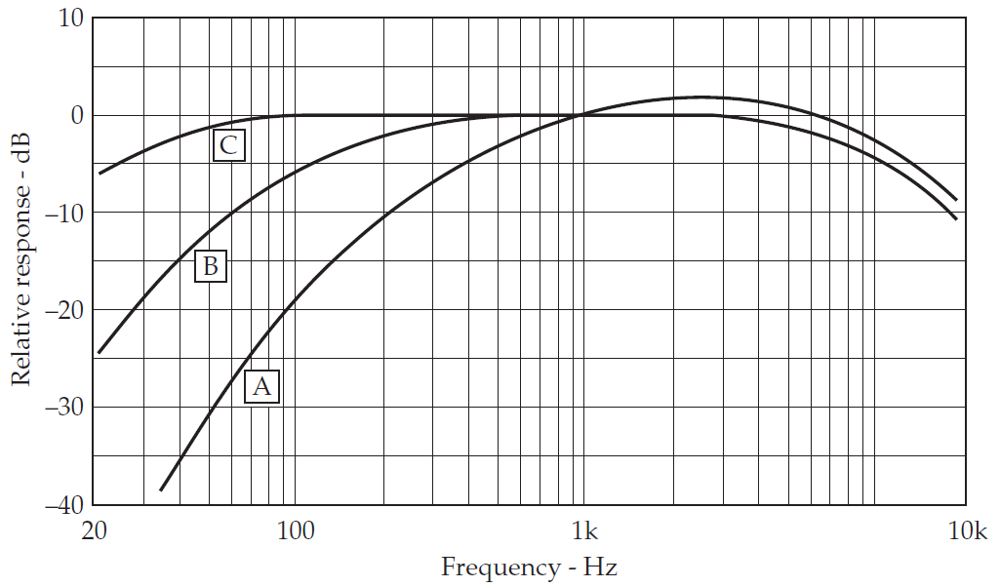 10
0
–10
–20
–30
–40
Relative response - dB
C
B
A
20 100 1k 10k
Frequency - Hz